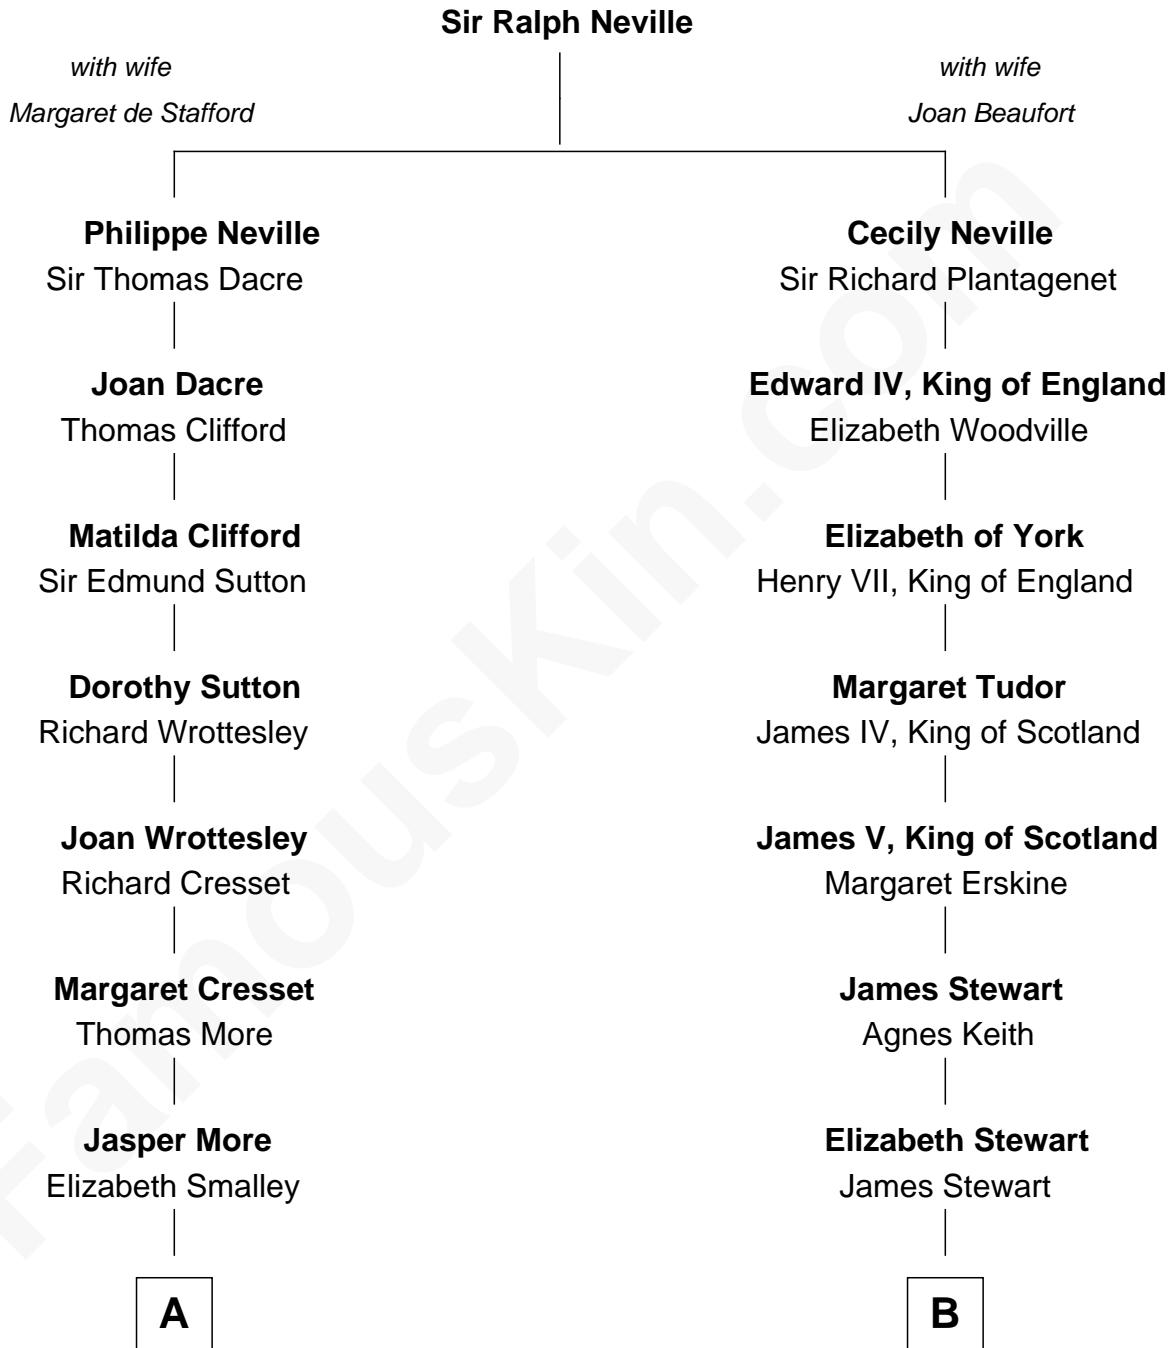 Sir Ralph Neville
with wife
Margaret de Stafford
with wife
Joan Beaufort
Philippe Neville
Sir Thomas Dacre
Cecily Neville
Sir Richard Plantagenet
Joan Dacre
Thomas Clifford
Edward IV, King of England
Elizabeth Woodville
Matilda Clifford
Sir Edmund Sutton
Elizabeth of York
Henry VII, King of England
Dorothy Sutton
Richard Wrottesley
Margaret Tudor
James IV, King of Scotland
Joan Wrottesley
Richard Cresset
James V, King of Scotland
Margaret Erskine
Margaret Cresset
Thomas More
James Stewart
Agnes Keith
Jasper More
Elizabeth Smalley
Elizabeth Stewart
James Stewart
A
B
FamousKin.com